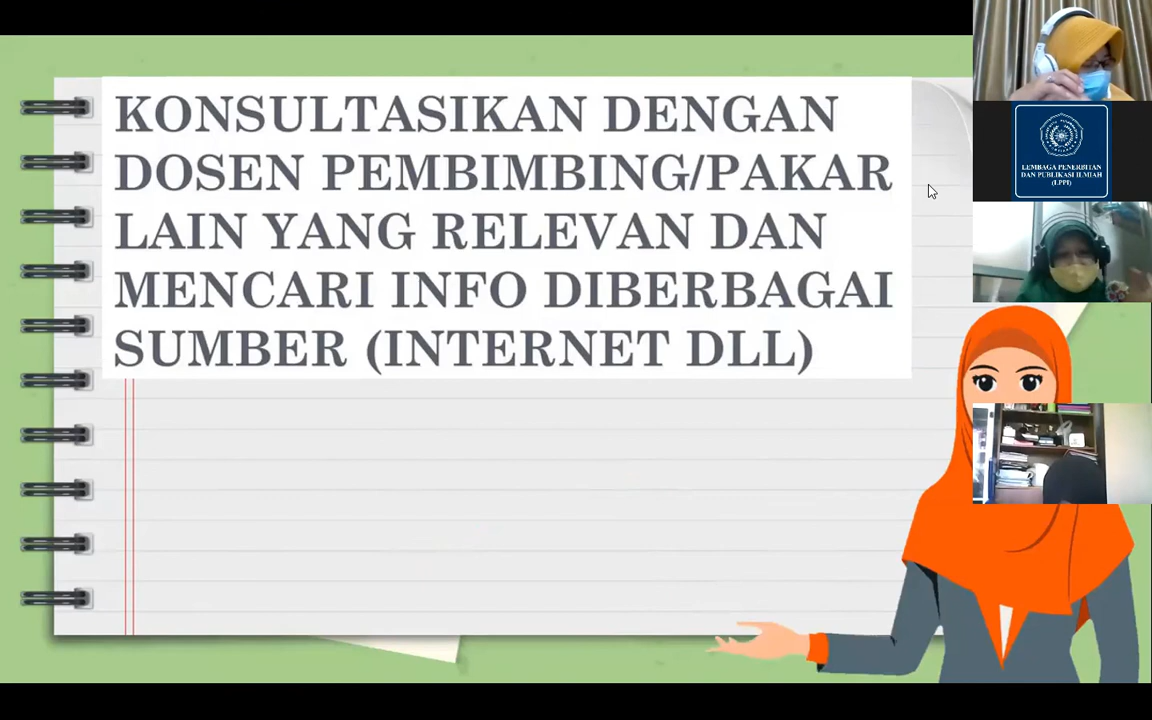 KONSULTASIKAN DENGAN
DOSEN PEMBIMBING/PAKAR
LAIN YANG RELEVAN DAN
MENCARI INFO DIBERBAGAI
SUMBER (INTERNET DLL)
LEMBAGA PENERBITAN
DAN PUBLIKASI ILMIAH
(LPPI)